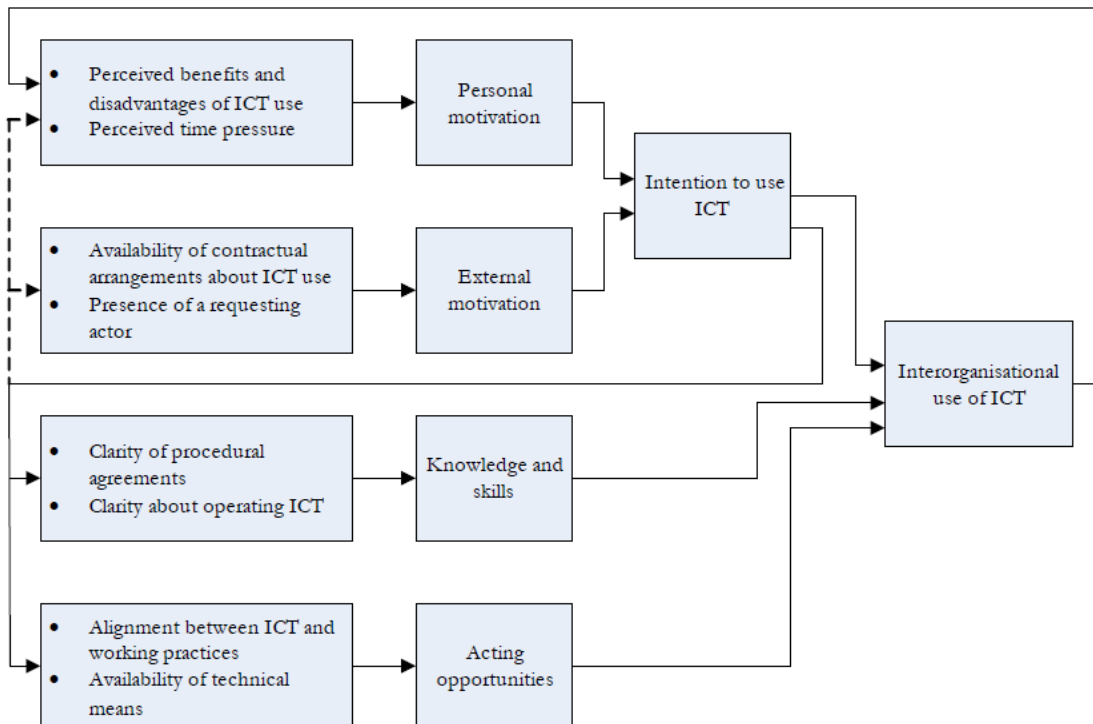 • Perceived benefits and
disadvantages of ICT use
• Perceived time pressure
Personal
motivation
Intention to use
ICT
• Availability of contractual
arrangements about ICT use
• Presence of a requesting
actor
External
motivation
Interorganisational
use of ICT
• Clarity of procedural
agreements
• Clarity about operating ICT
Knowledge and
skills
• Alignment between ICT and
working practices
• Availability of technical
means
Acting
opportunities